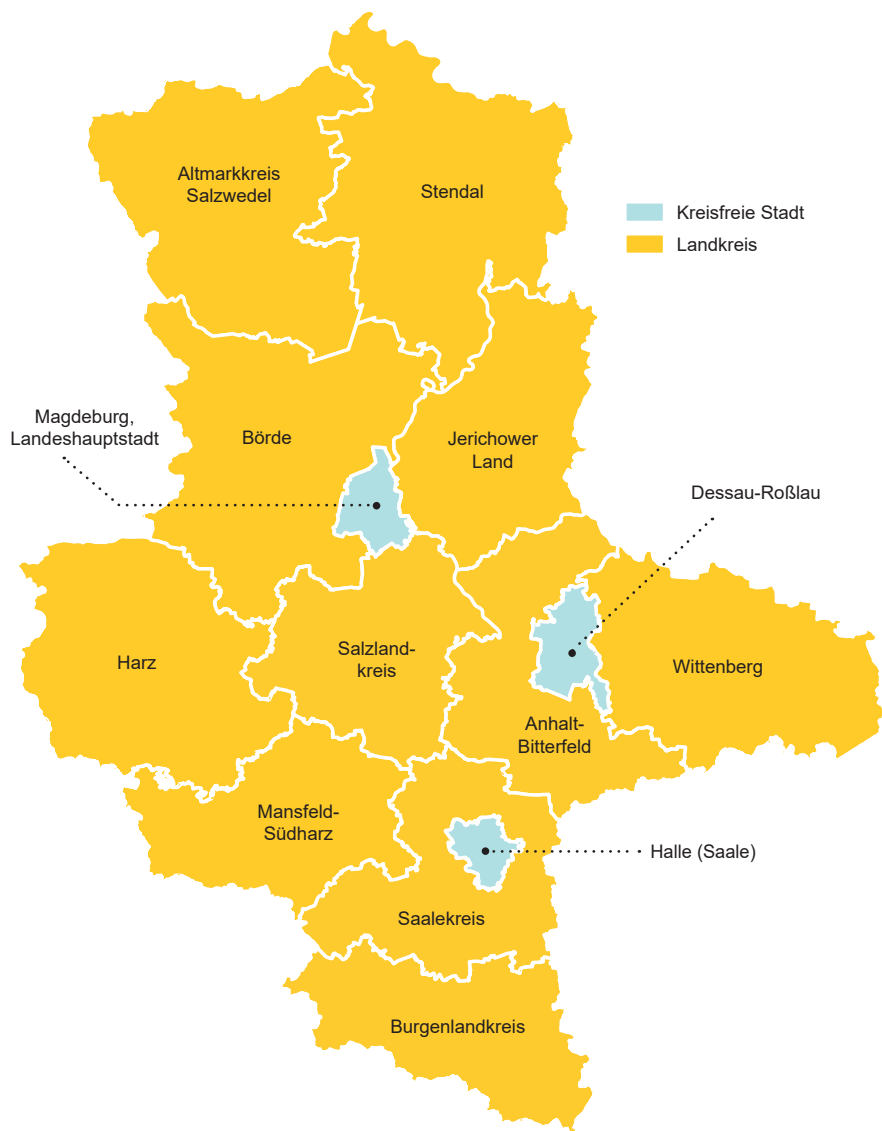 Altmarkkreis
Salzwedel
Stendal
Kreisfreie Stadt
Landkreis
Magdeburg,
Landeshauptstadt
Börde
Jerichower
Land
Dessau-Roßlau
Harz
Salzland-
kreis
Wittenberg
Anhalt-
Bitterfeld
Mansfeld-
Südharz
Halle (Saale)
Saalekreis
Burgenlandkreis